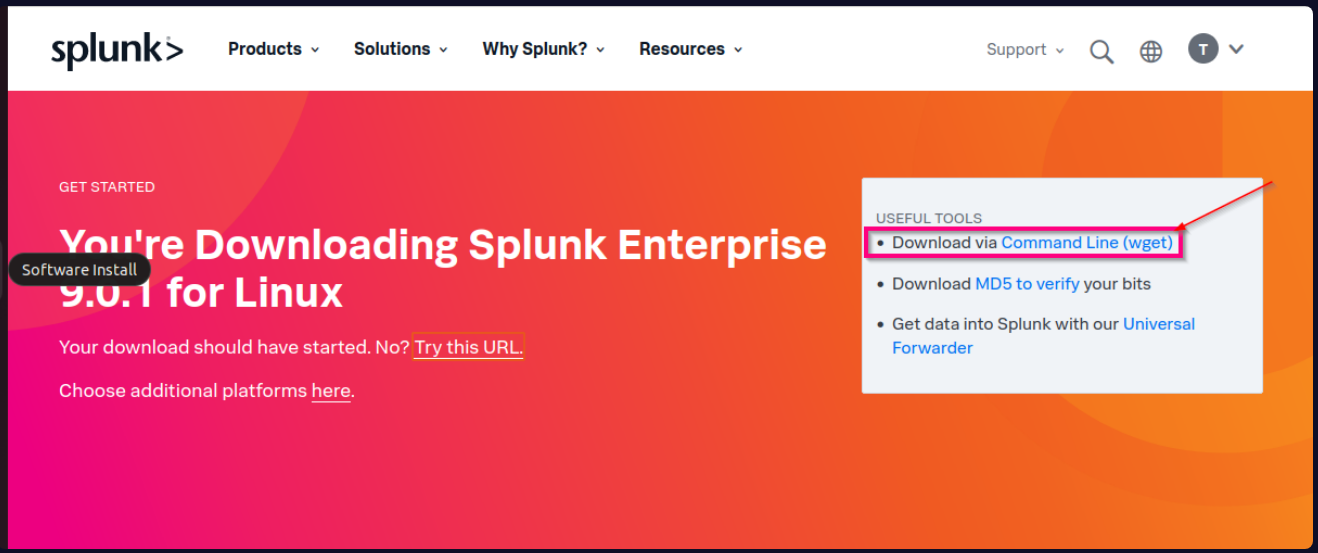 splunk>
Products
Solutions
Why Splunk?
Resources
Support
T
GET STARTED
You're Downloading Splunk Enterprise
9.0.1 for Linux
Software Install
Your download should have started. No? Try this URL.
Choose additional platforms here.
USEFUL TOOLS
• Download via Command Line (wget)
• Download MD5 to verify your bits
• Get data into Splunk with our Universal
Forwarder